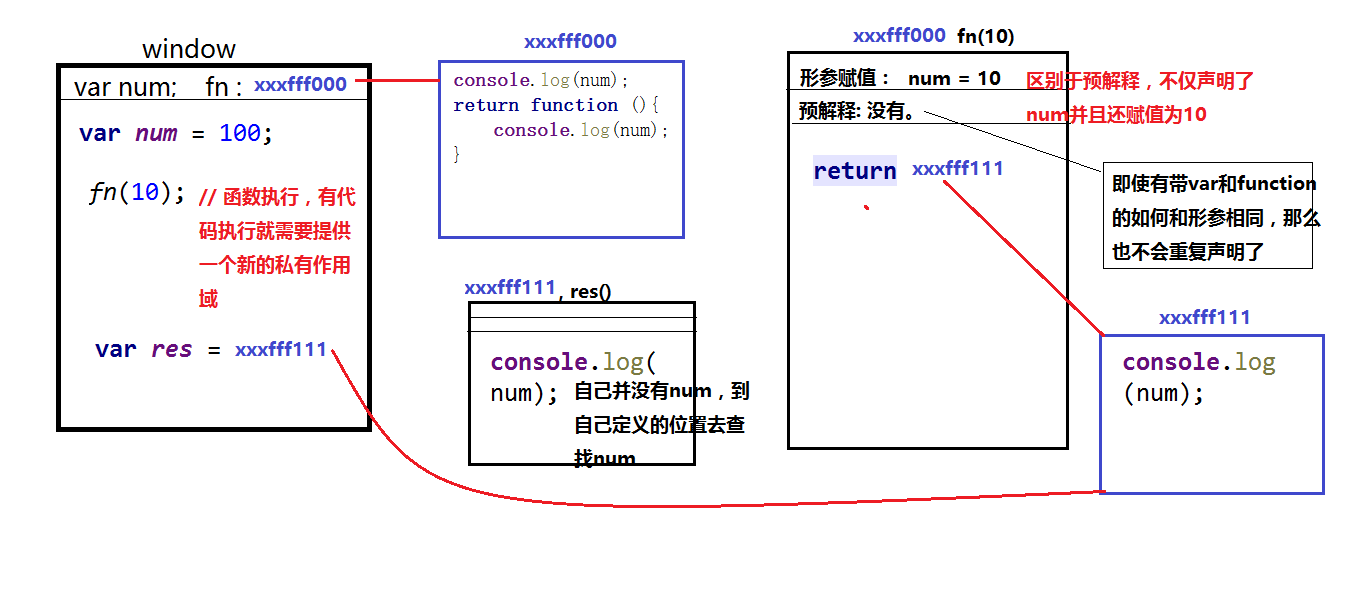 window
var num;    fn : xxxfff000
var num = 100;
fn(10);
// 函数执行，有代
码执行就需要提供
一个新的私有作用
域
var res = xxxfff111
xxxfff000
console.log(num);
return function (){
console.log(num);
}
xxxfff111 , res()
console.log(
num);
自己并没有num，到
自己定义的位置去查
找num
xxxfff000 fn(10)
形参赋值： num = 10
预解释: 没有。
return xxxfff111
区别于预解释，不仅声明了
num并且还赋值为10
即使有带var和function
的如何和形参相同，那么
也不会重复声明了
xxxfff111
console.log
(num);